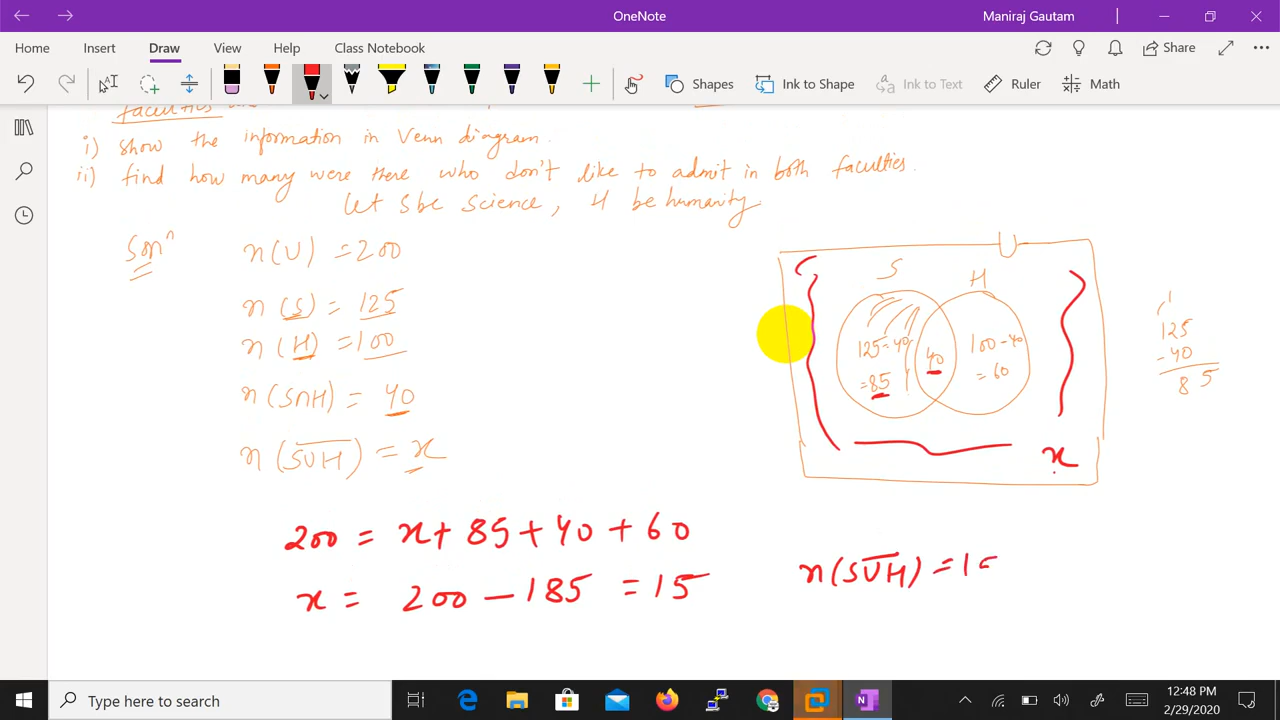 OneNote
Maniraj Gautam
Home Insert Draw View Help Class Notebook
Share
Shapes Ink to Shape Ink to Text Ruler Math
faculties
i) show the information in Venn diagram.
ii) find how many were there who don't like to admit in both faculties.
Let S be Science, H be humanity.
Solⁿ
n(U) = 200
n(S) = 125
n(H) = 100
n(S∩H) = 40
n(S̅∪̅H̅) = x
U
S H
125-40
=85
40
100-40
=60
x
1
125
-40
85
200 = x + 85 + 40 + 60
x = 200 - 185 = 15
n(S̅∪̅H̅) = 15
Type here to search
12:48 PM
2/29/2020